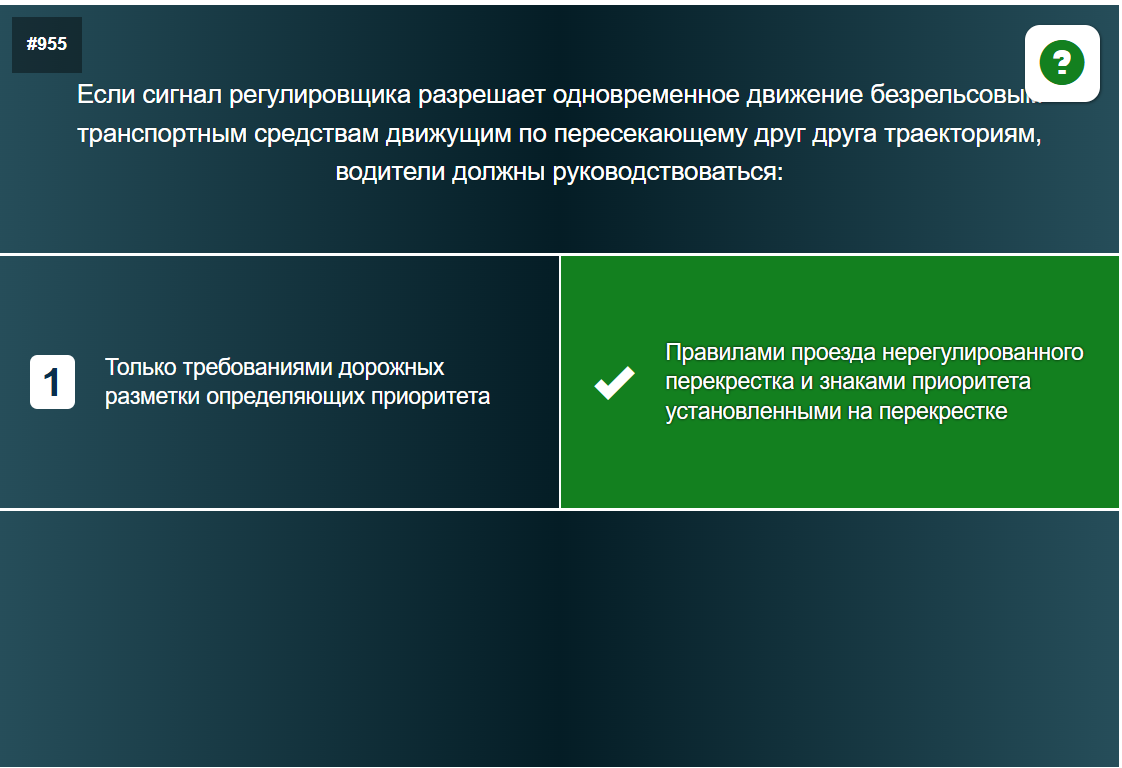 #955
?
Если сигнал регулировщика разрешает одновременное движение безрельсовым
транспортным средствам движущим по пересекающему друг друга траекториям,
водители должны руководствоваться:
1
Только требованиями дорожных
разметки определяющих приоритета
Правилами проезда нерегулированного
перекрестка и знаками приоритета
установленными на перекрестке